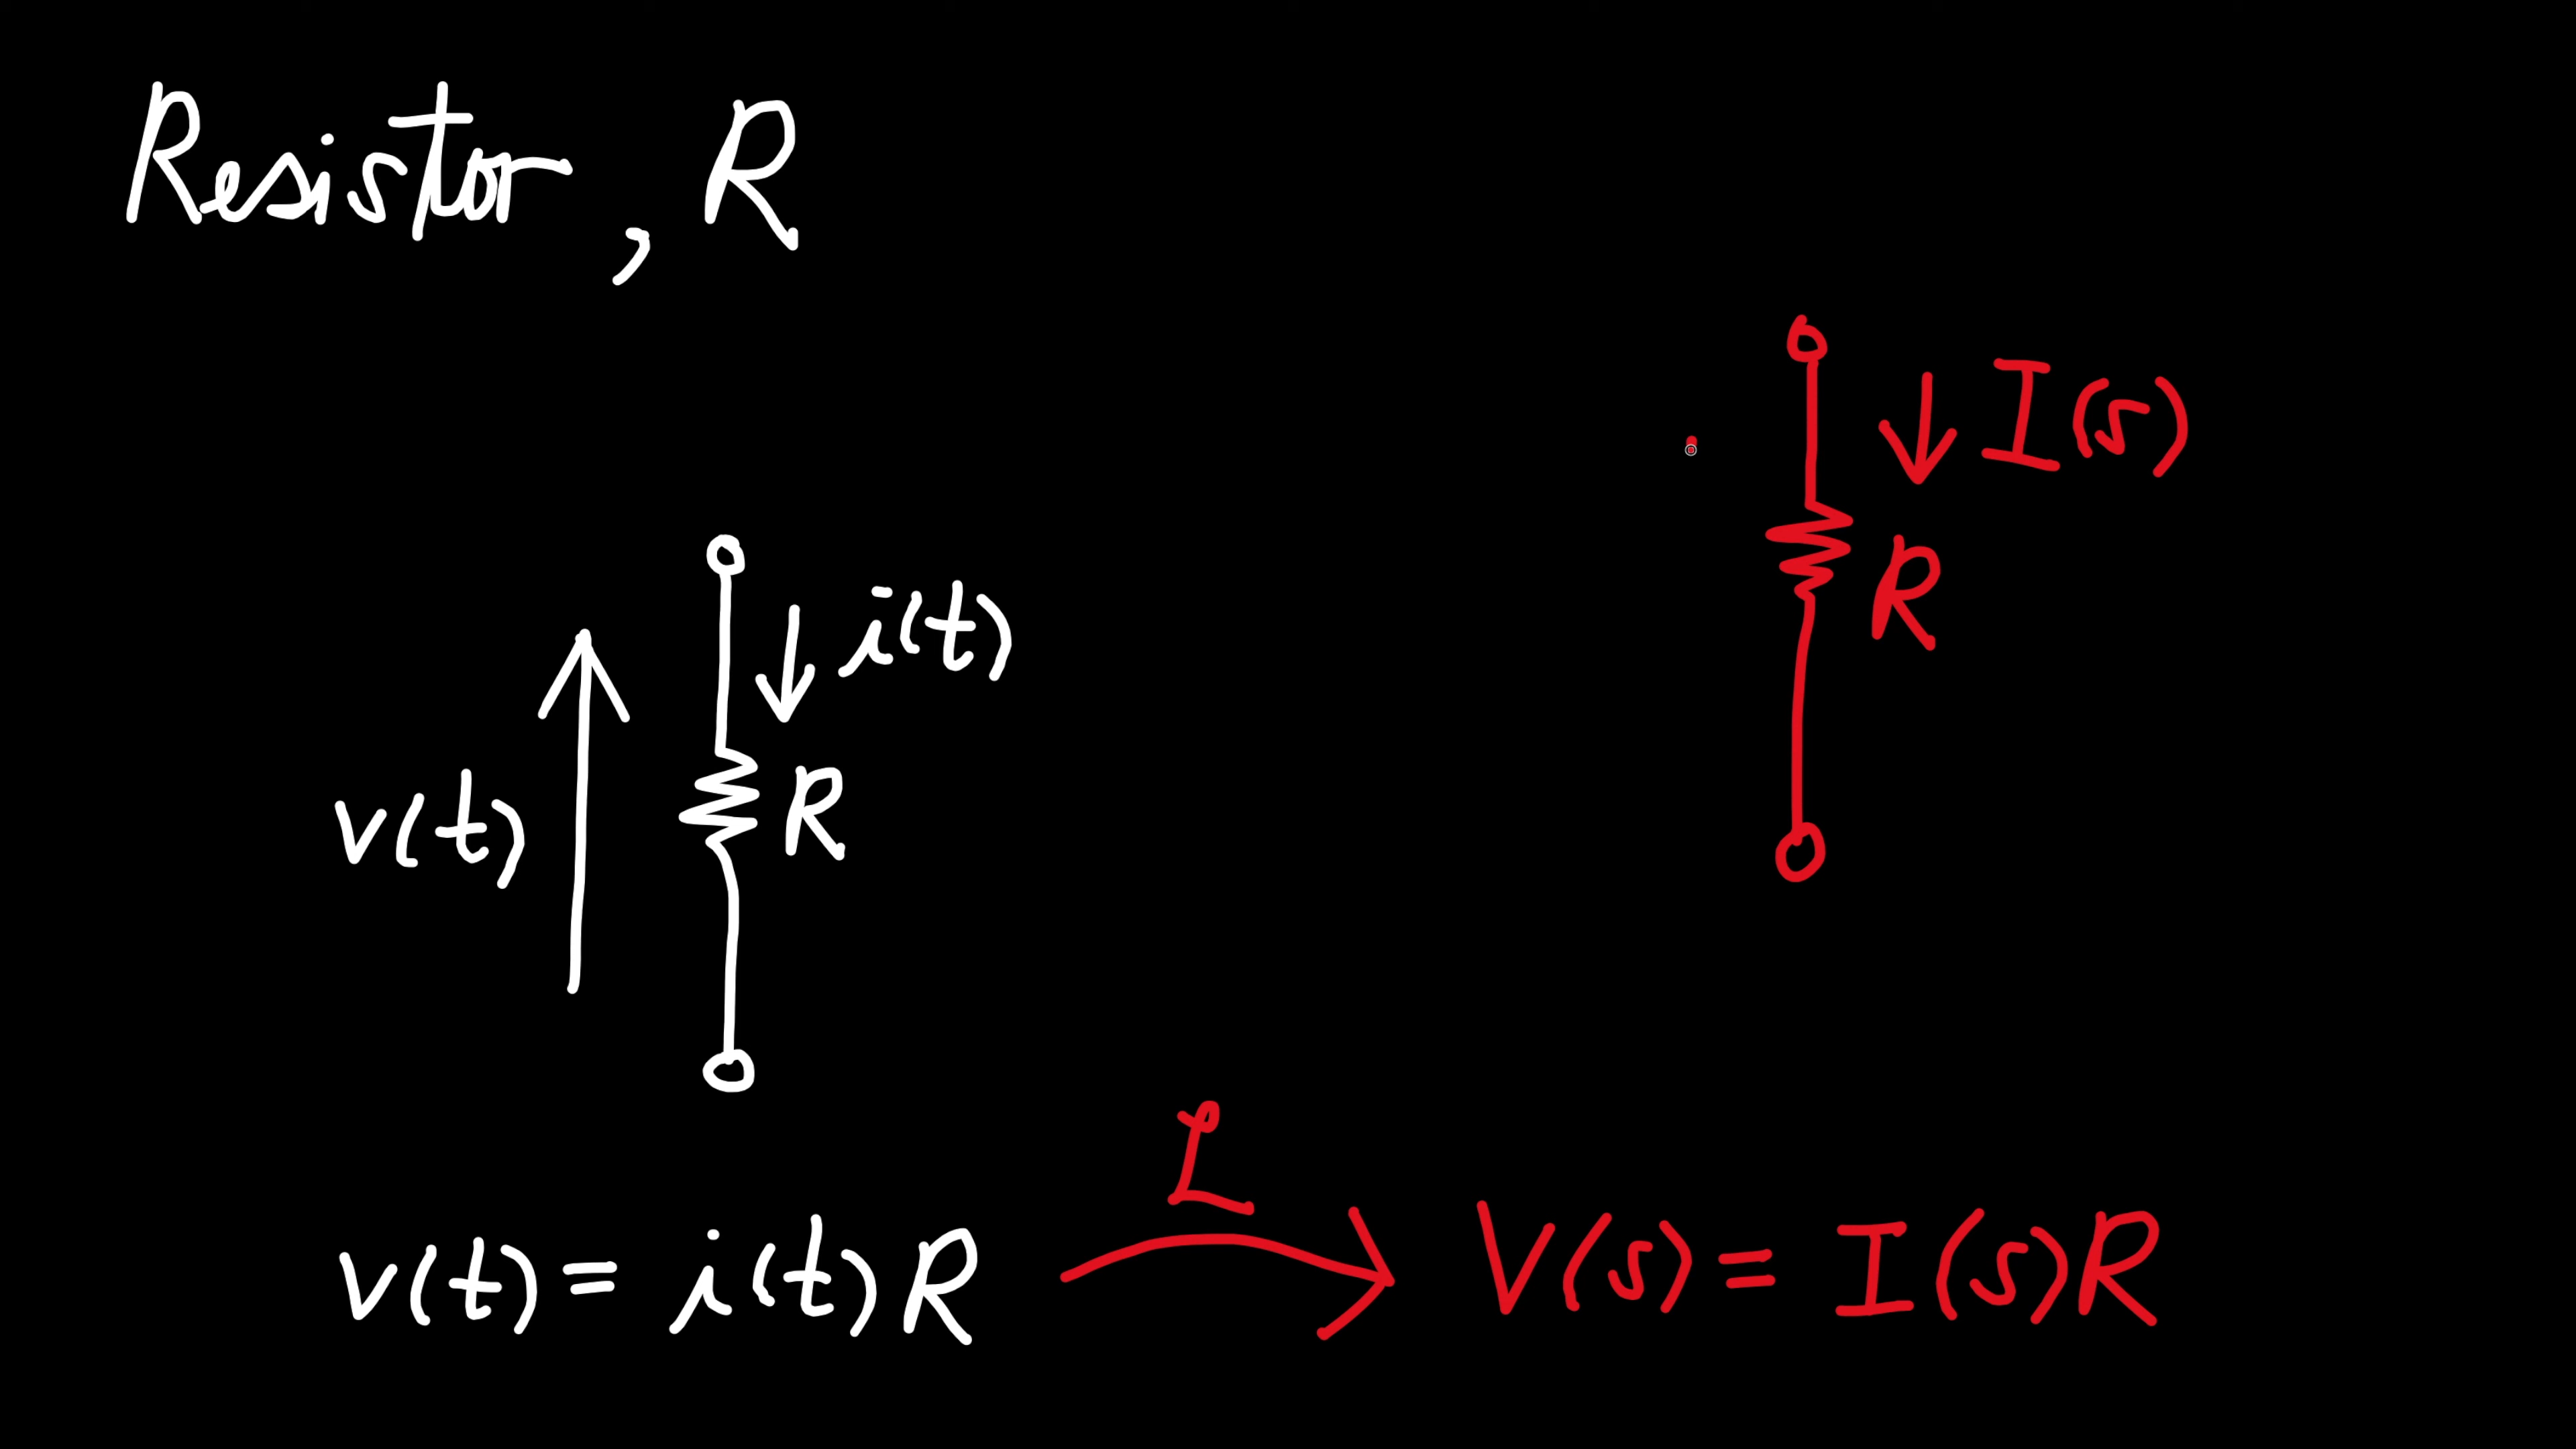 Resistor, R
I(s)
R
i(t)
R
v(t)
ℒ
v(t) = i(t)R
V(s) = I(s)R